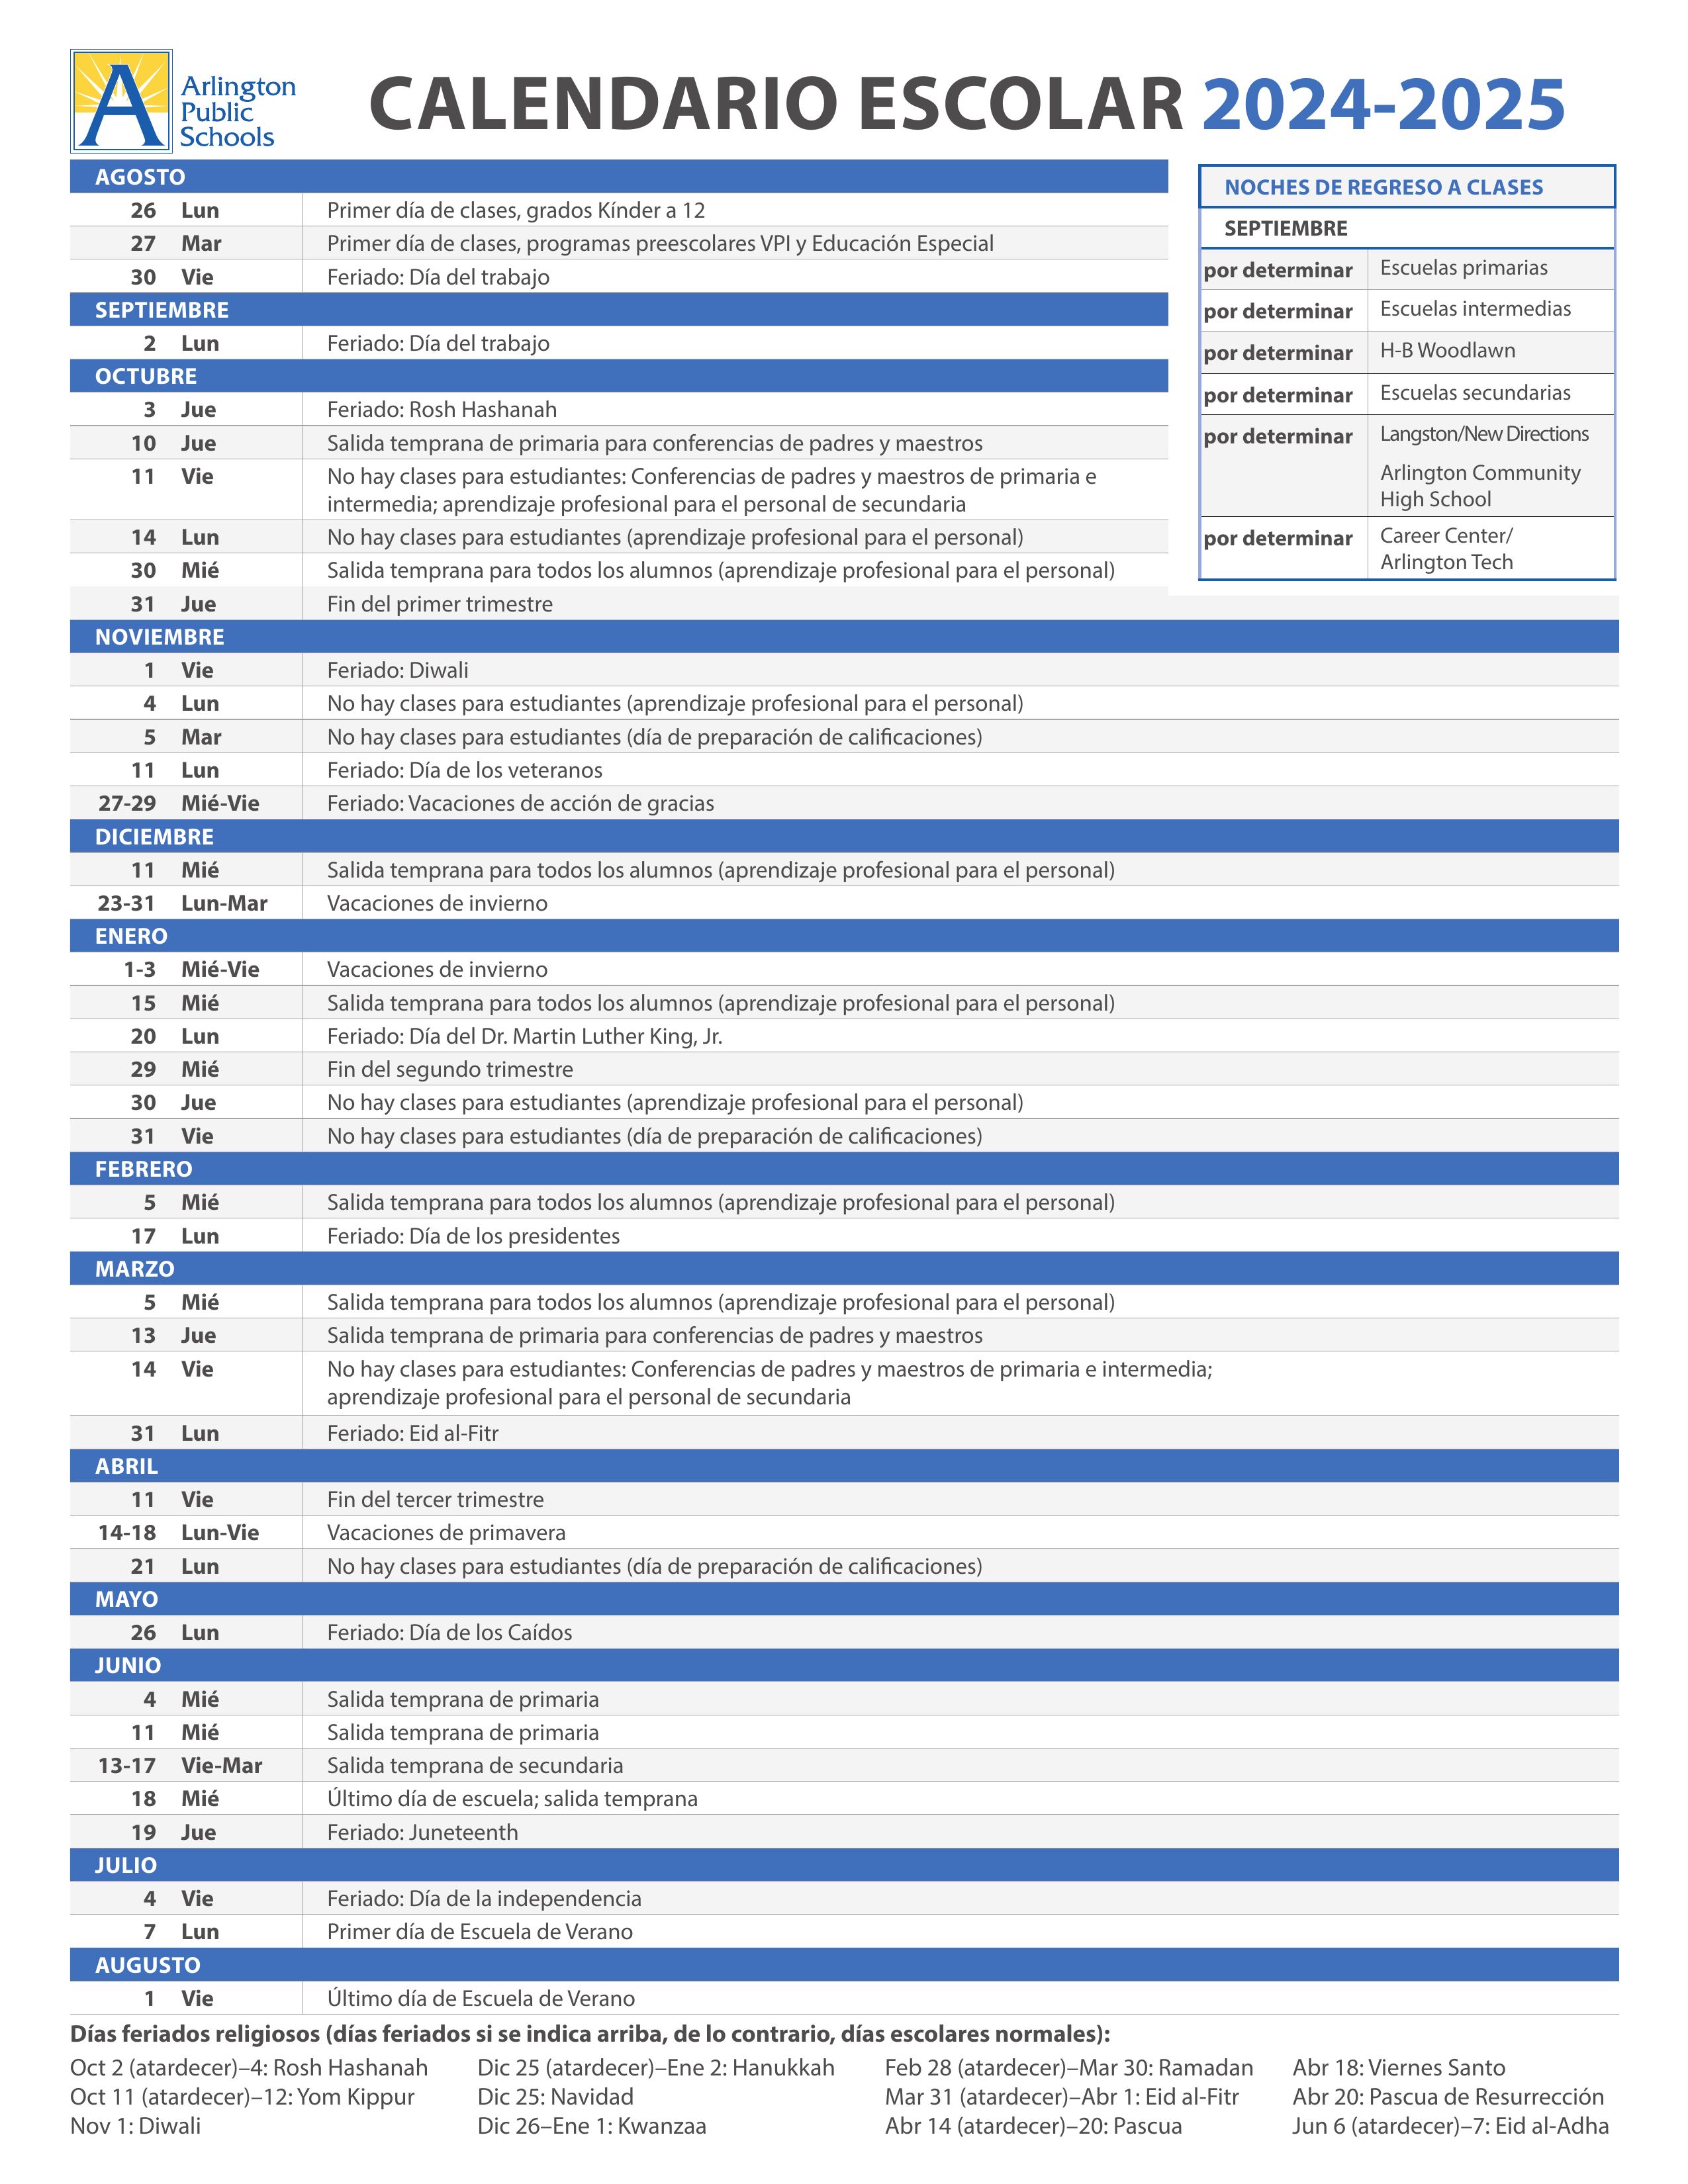 Arlington
Public
Schools
CALENDARIO ESCOLAR 2024-2025
AGOSTO
26 Lun Primer día de clases, grados Kínder a 12
27 Mar Primer día de clases, programas preescolares VPI y Educación Especial
30 Vie Feriado: Día del trabajo
SEPTIEMBRE
2 Lun Feriado: Día del trabajo
OCTUBRE
3 Jue Feriado: Rosh Hashanah
10 Jue Salida temprana de primaria para conferencias de padres y maestros
11 Vie No hay clases para estudiantes: Conferencias de padres y maestros de primaria e
intermedia; aprendizaje profesional para el personal de secundaria
14 Lun No hay clases para estudiantes (aprendizaje profesional para el personal)
30 Mié Salida temprana para todos los alumnos (aprendizaje profesional para el personal)
31 Jue Fin del primer trimestre
NOCHES DE REGRESO A CLASES
SEPTIEMBRE
por determinar Escuelas primarias
por determinar Escuelas intermedias
por determinar H-B Woodlawn
por determinar Escuelas secundarias
por determinar Langston/New Directions
Arlington Community
High School
por determinar Career Center/
Arlington Tech
NOVIEMBRE
1 Vie Feriado: Diwali
4 Lun No hay clases para estudiantes (aprendizaje profesional para el personal)
5 Mar No hay clases para estudiantes (día de preparación de calificaciones)
11 Lun Feriado: Día de los veteranos
27-29 Mié-Vie Feriado: Vacaciones de acción de gracias
DICIEMBRE
11 Mié Salida temprana para todos los alumnos (aprendizaje profesional para el personal)
23-31 Lun-Mar Vacaciones de invierno
ENERO
1-3 Mié-Vie Vacaciones de invierno
15 Mié Salida temprana para todos los alumnos (aprendizaje profesional para el personal)
20 Lun Feriado: Día del Dr. Martin Luther King, Jr.
29 Mié Fin del segundo trimestre
30 Jue No hay clases para estudiantes (aprendizaje profesional para el personal)
31 Vie No hay clases para estudiantes (día de preparación de calificaciones)
FEBRERO
5 Mié Salida temprana para todos los alumnos (aprendizaje profesional para el personal)
17 Lun Feriado: Día de los presidentes
MARZO
5 Mié Salida temprana para todos los alumnos (aprendizaje profesional para el personal)
13 Jue Salida temprana de primaria para conferencias de padres y maestros
14 Vie No hay clases para estudiantes: Conferencias de padres y maestros de primaria e intermedia;
aprendizaje profesional para el personal de secundaria
31 Lun Feriado: Eid al-Fitr
ABRIL
11 Vie Fin del tercer trimestre
14-18 Lun-Vie Vacaciones de primavera
21 Lun No hay clases para estudiantes (día de preparación de calificaciones)
MAYO
26 Lun Feriado: Día de los Caídos
JUNIO
4 Mié Salida temprana de primaria
11 Mié Salida temprana de primaria
13-17 Vie-Mar Salida temprana de secundaria
18 Mié Último día de escuela; salida temprana
19 Jue Feriado: Juneteenth
JULIO
4 Vie Feriado: Día de la independencia
7 Lun Primer día de Escuela de Verano
AUGUSTO
1 Vie Último día de Escuela de Verano
Días feriados religiosos (días feriados si se indica arriba, de lo contrario, días escolares normales):
Oct 2 (atardecer)–4: Rosh Hashanah
Oct 11 (atardecer)–12: Yom Kippur
Nov 1: Diwali
Dic 25 (atardecer)–Ene 2: Hanukkah
Dic 25: Navidad
Dic 26–Ene 1: Kwanzaa
Feb 28 (atardecer)–Mar 30: Ramadan
Mar 31 (atardecer)–Abr 1: Eid al-Fitr
Abr 14 (atardecer)–20: Pascua
Abr 18: Viernes Santo
Abr 20: Pascua de Resurrección
Jun 6 (atardecer)–7: Eid al-Adha